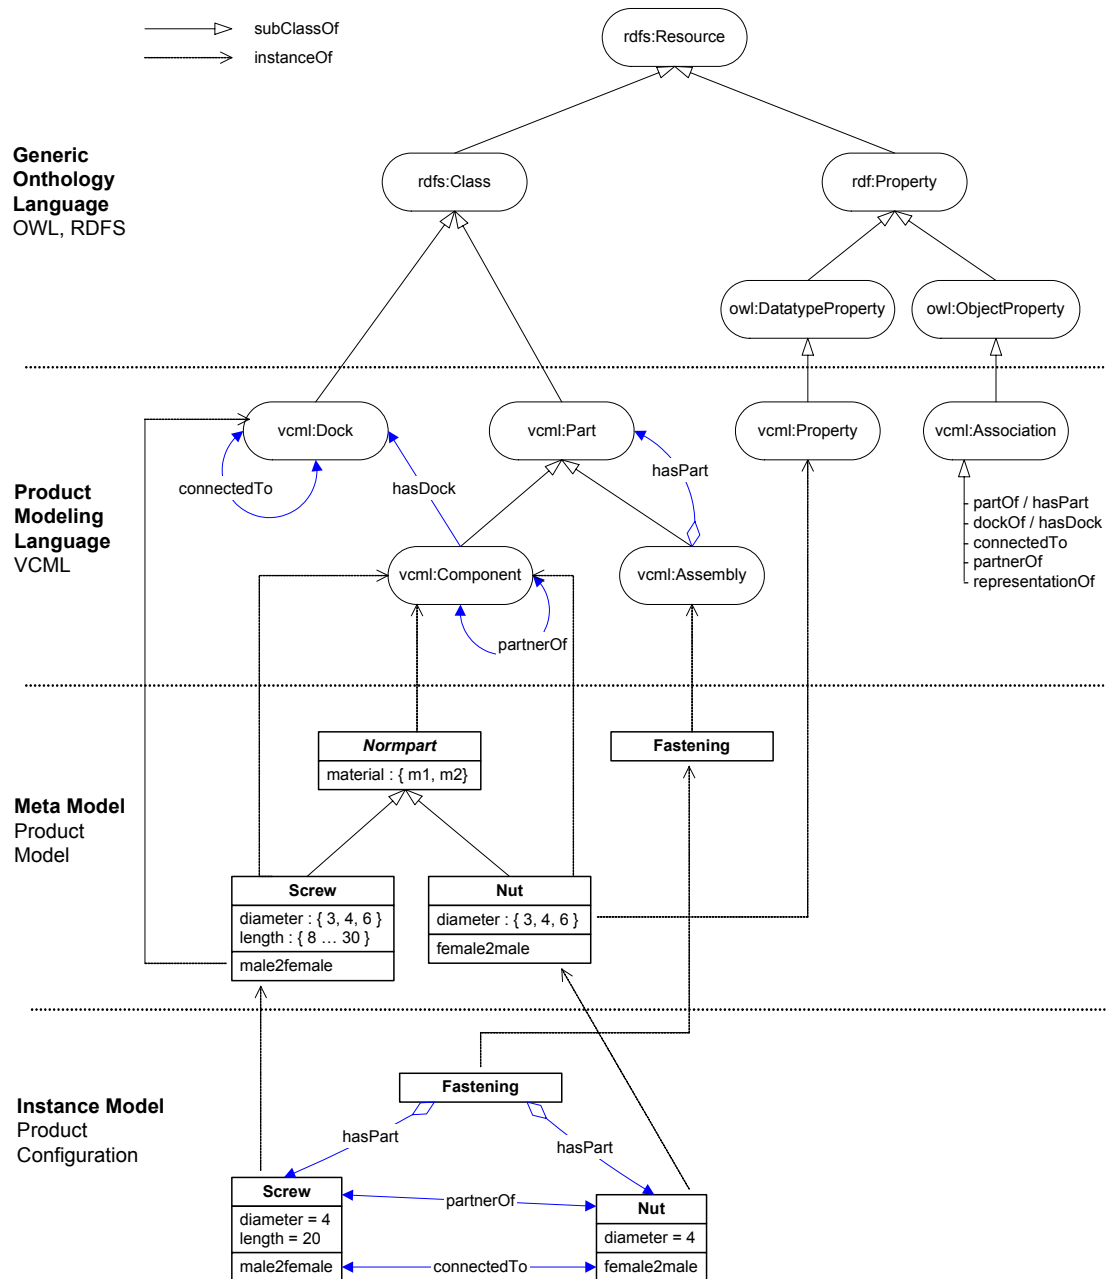 subClassOf
instanceOf
rdfs:Resource
Generic
Onthology
Language
OWL, RDFS
rdfs:Class
rdf:Property
owl:DatatypeProperty
owl:ObjectProperty
vcml:Dock
vcml:Part
vcml:Property
vcml:Association
connectedTo
hasDock
hasPart
Product
Modeling
Language
VCML
partOf / hasPart
dockOf / hasDock
connectedTo
partnerOf
representationOf
vcml:Component
vcml:Assembly
partnerOf
Normpart
material : { m1, m2}
Fastening
Meta Model
Product
Model
Screw
diameter : { 3, 4, 6 }
length : { 8 … 30 }
male2female
Nut
diameter : { 3, 4, 6 }
female2male
Fastening
Instance Model
Product
Configuration
hasPart
hasPart
Screw
diameter = 4
length = 20
male2female
partnerOf
connectedTo
Nut
diameter = 4
female2male